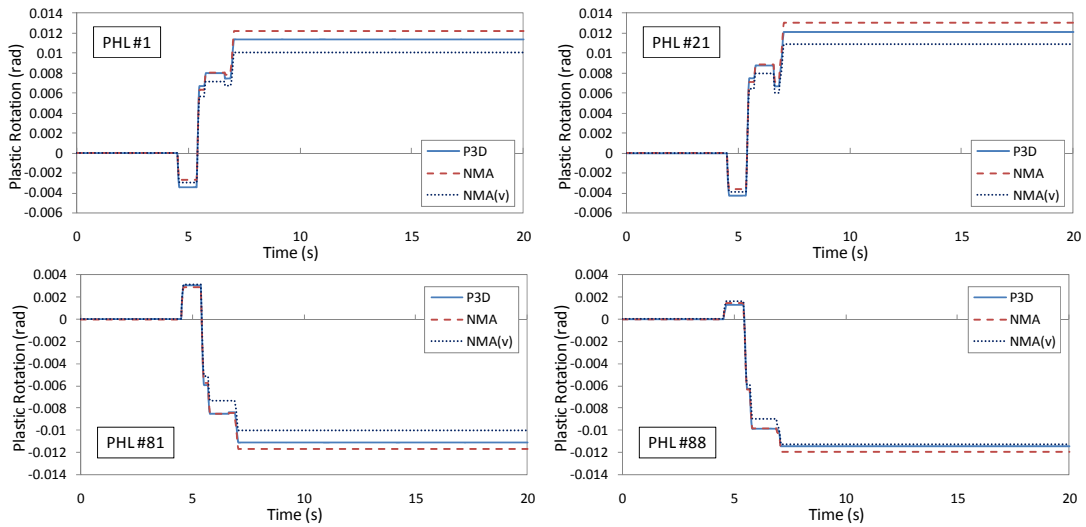 PHL #1
Plastic Rotation (rad)
0.014
0.012
0.01
0.008
0.006
0.004
0.002
0
-0.002
-0.004
-0.006
P3D
NMA
NMA(v)
0 5 10 15 20
Time (s)
PHL #21
Plastic Rotation (rad)
0.014
0.012
0.01
0.008
0.006
0.004
0.002
0
-0.002
-0.004
-0.006
P3D
NMA
NMA(v)
0 5 10 15 20
Time (s)
Plastic Rotation (rad)
0.004
0.002
0
-0.002
-0.004
-0.006
-0.008
-0.01
-0.012
-0.014
P3D
NMA
NMA(v)
PHL #81
0 5 10 15 20
Time (s)
Plastic Rotation (rad)
0.004
0.002
0
-0.002
-0.004
-0.006
-0.008
-0.01
-0.012
-0.014
P3D
NMA
NMA(v)
PHL #88
0 5 10 15 20
Time (s)